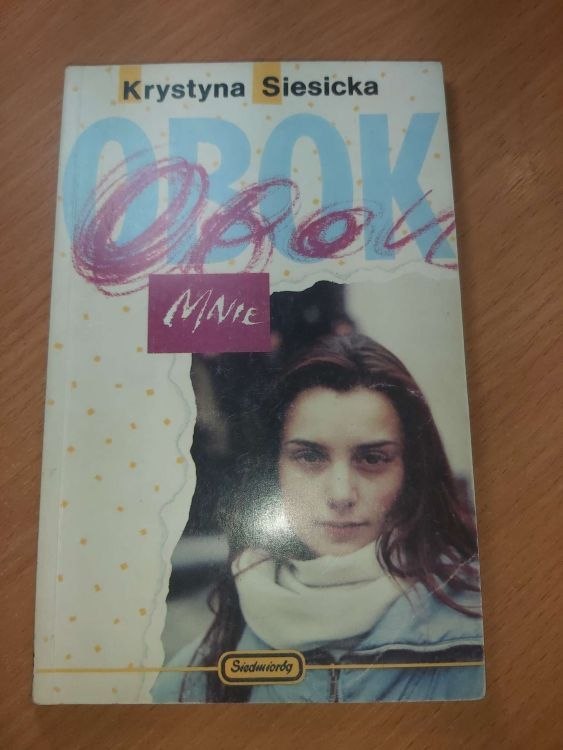 Krystyna Siesicka
OBOK
Obok
MNIE
Siedmioróg